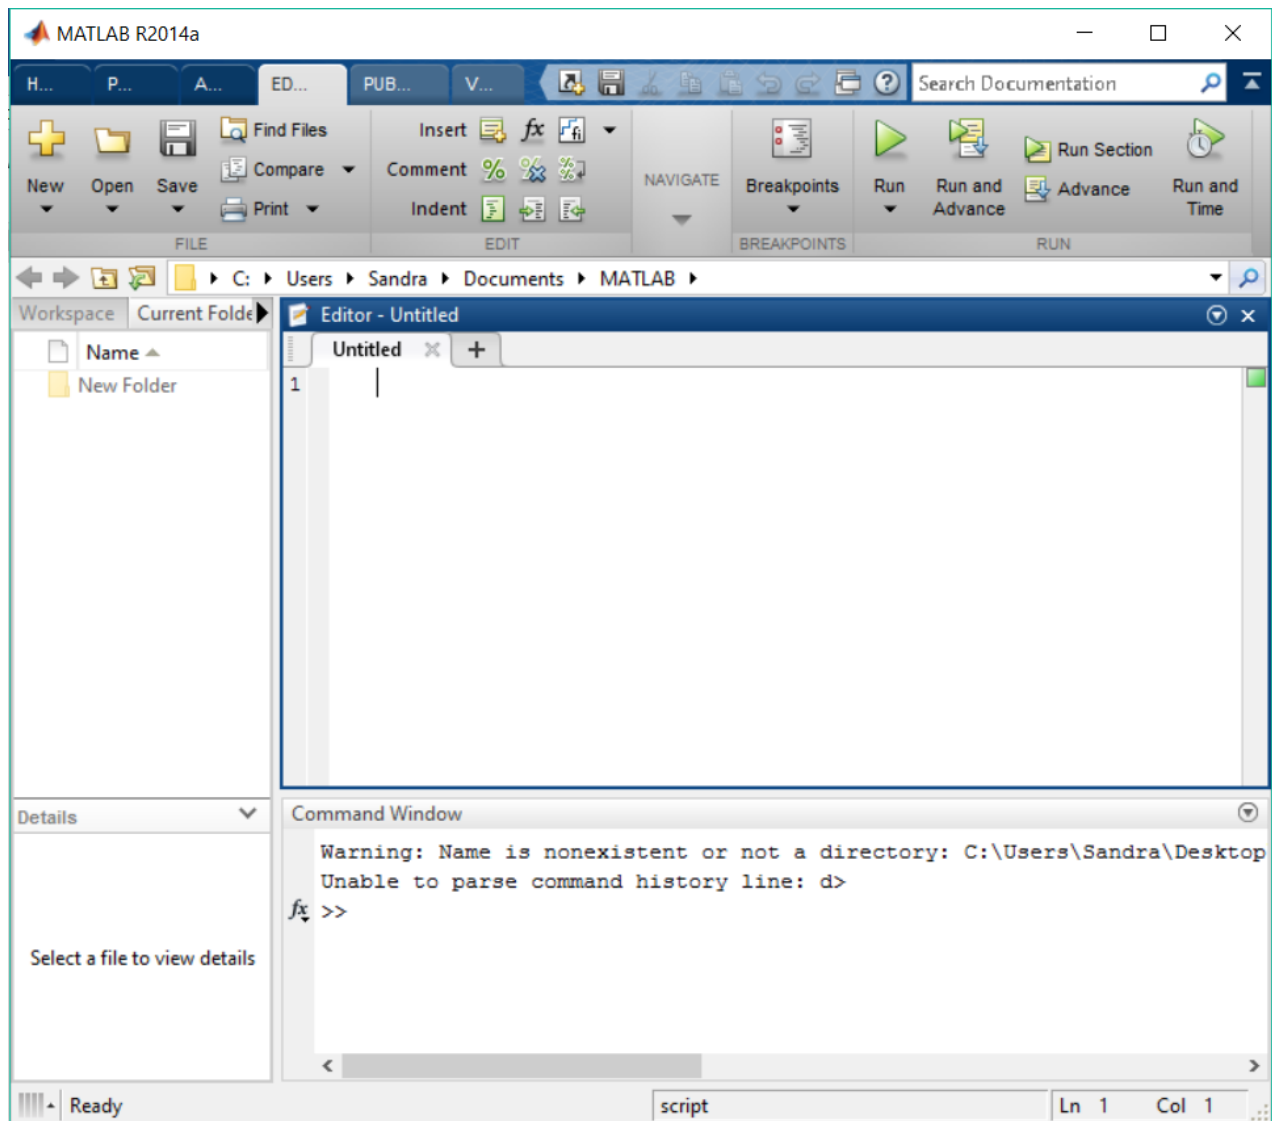 MATLAB R2014a
H... P... A... ED... PUB... V... Search Documentation
Find Files Insert fx fi
Compare Comment % Run Section
New Open Save NAVIGATE Breakpoints Run Run and Advance Advance Run and Time
Print Indent
FILE EDIT BREAKPOINTS RUN
C: Users Sandra Documents MATLAB
Workspace Current Folde Editor - Untitled
Name Untitled +
New Folder 1
Details Command Window
Warning: Name is nonexistent or not a directory: C:\Users\Sandra\Desktop
Unable to parse command history line: d>
fx >>
Select a file to view details
Ready script Ln 1 Col 1